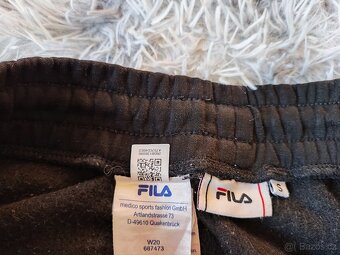 FILA
medico sports fashion GmbH
Artlandstrasse 73
D-49610 Quakenbrück
W20
687473
FILA
S